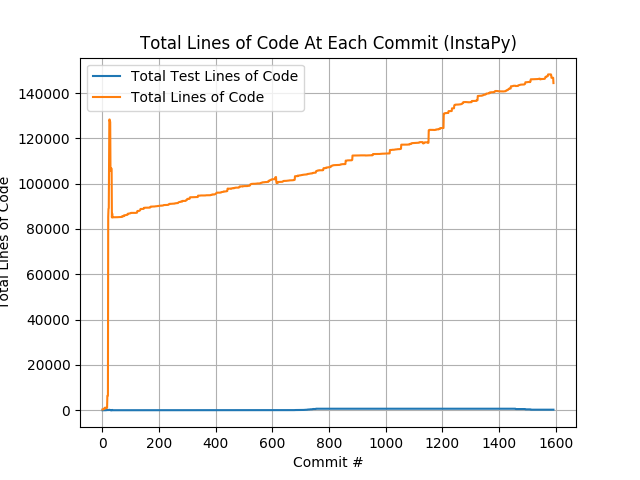 Total Lines of Code At Each Commit (InstaPy)
Total Test Lines of Code
Total Lines of Code
140000
120000
100000
80000
60000
40000
20000
0
Total Lines of Code
0 200 400 600 800 1000 1200 1400 1600
Commit #